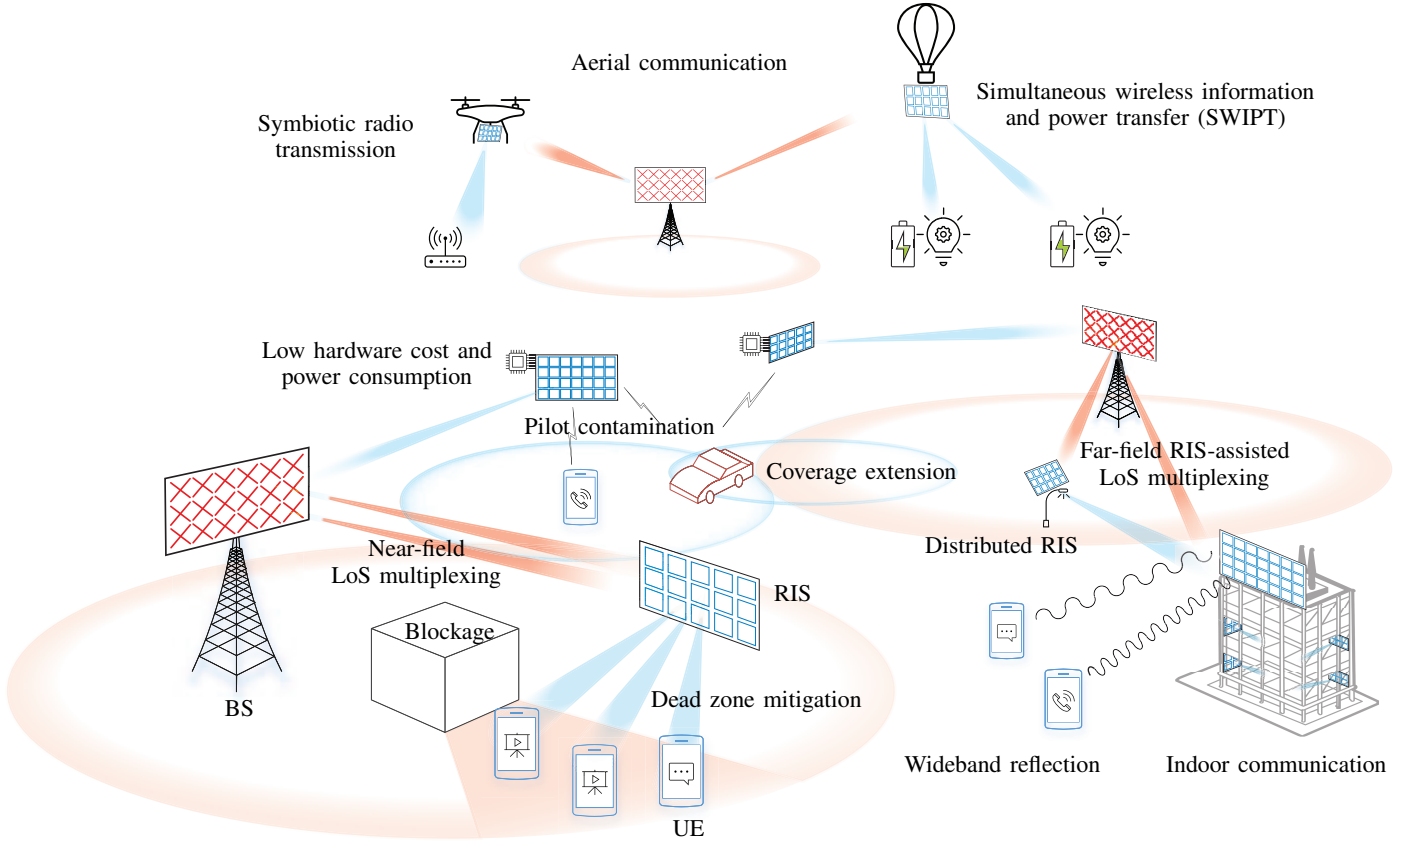 Aerial communication
Symbiotic radio
transmission
Simultaneous wireless information
and power transfer (SWIPT)
Low hardware cost and
power consumption
Pilot contamination
Coverage extension
Far-field RIS-assisted
LoS multiplexing
Near-field
LoS multiplexing
Distributed RIS
RIS
Blockage
BS
Dead zone mitigation
Wideband reflection
Indoor communication
UE